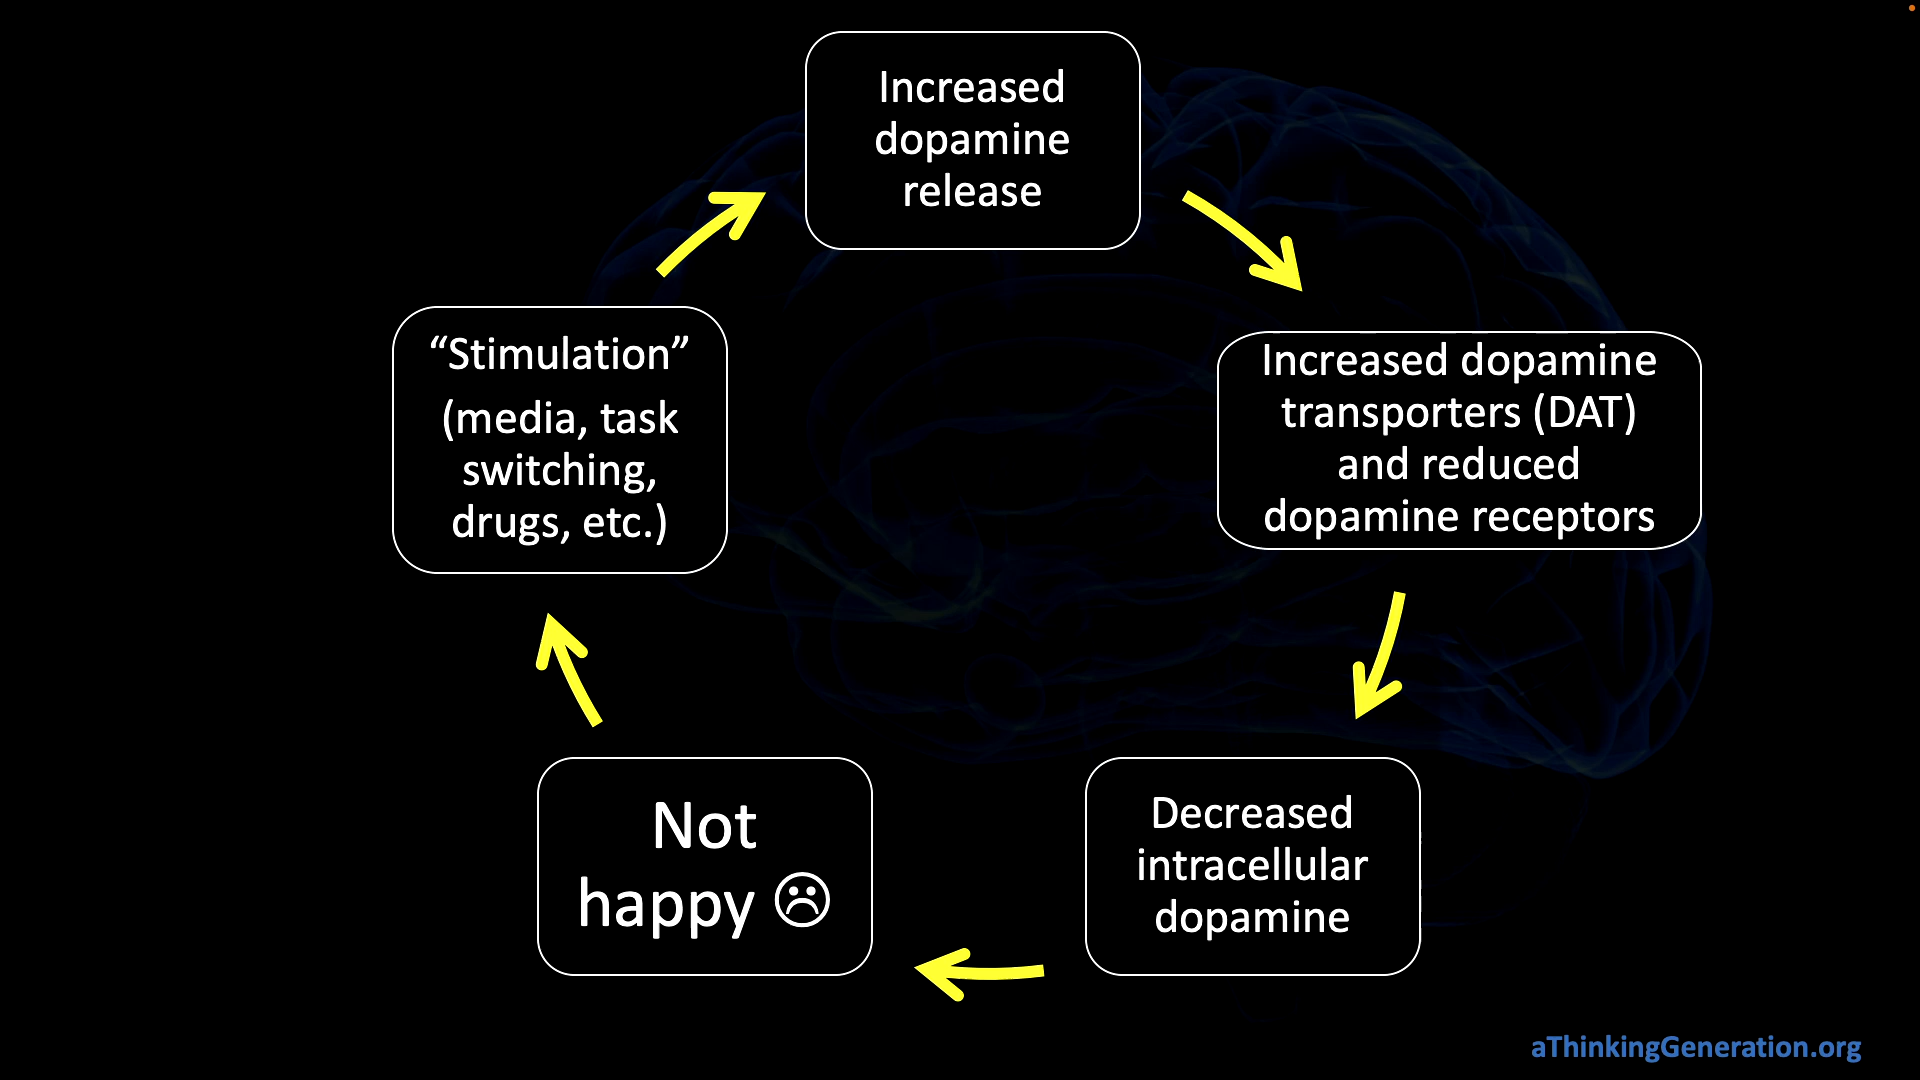 Increased
dopamine
release
Increased dopamine
transporters (DAT)
and reduced
dopamine receptors
Decreased
intracellular
dopamine
Not
happy ☹
“Stimulation”
(media, task
switching,
drugs, etc.)
aThinkingGeneration.org